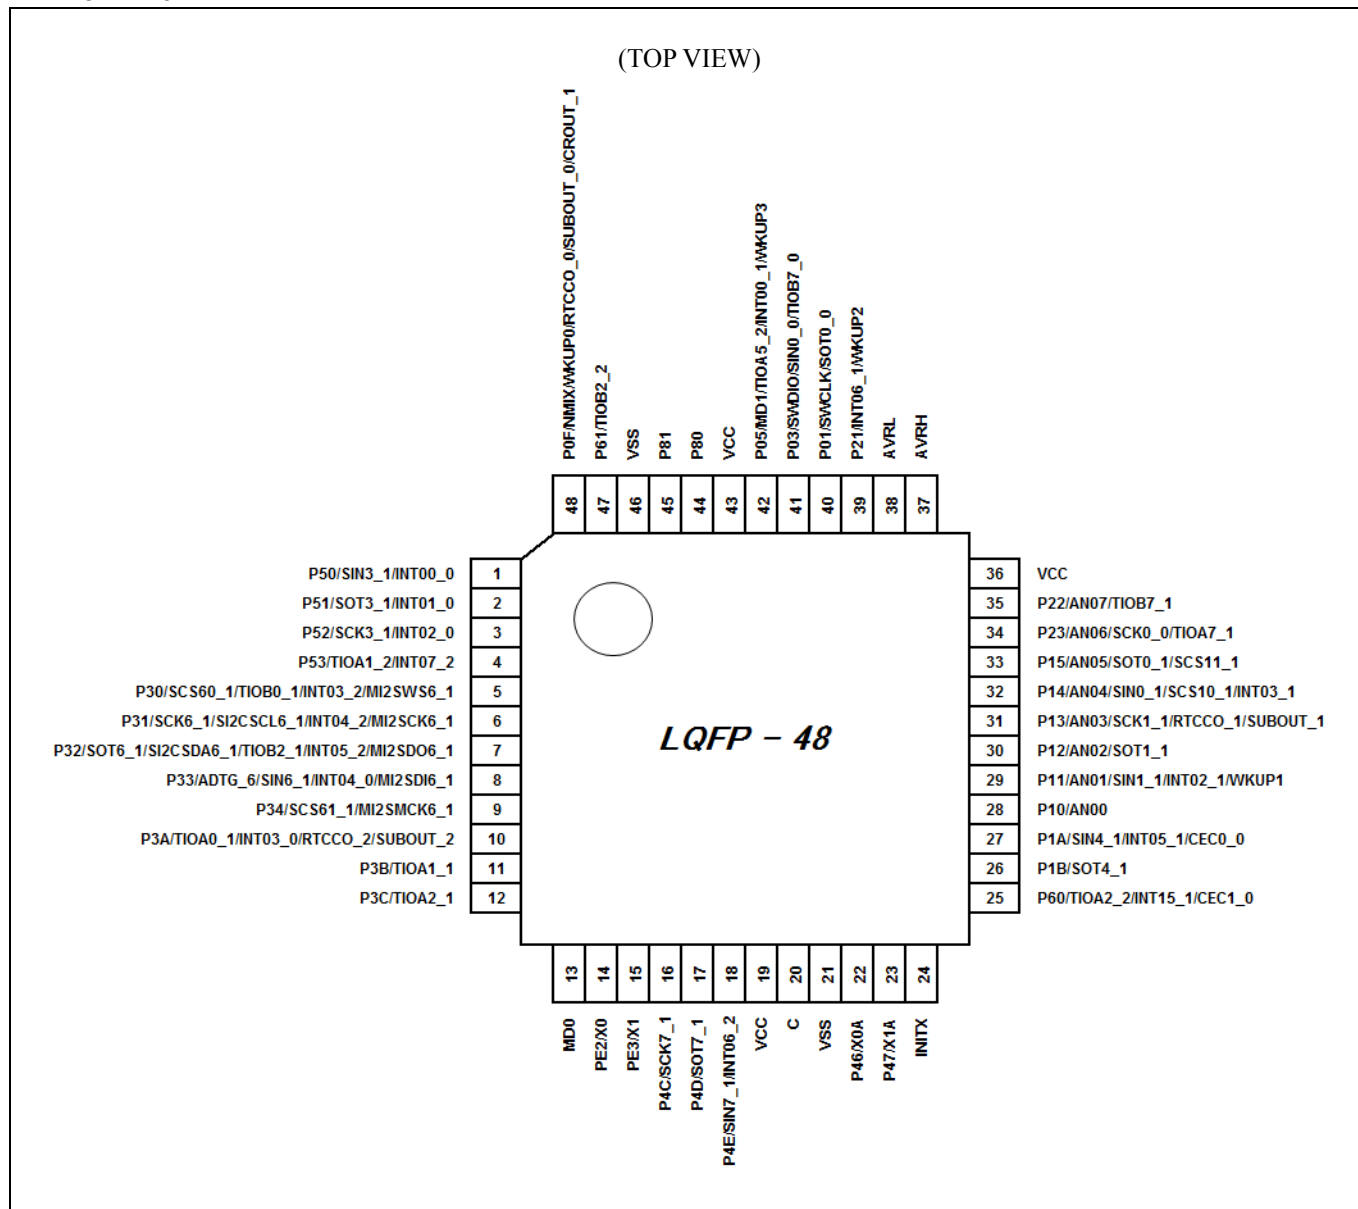 (TOP VIEW)
P0F/NMIX/WKUP0/RTCCO_0/SUBOUT_0/CROUT_1
P61/TIOB2_2
VSS
P81
P80
VCC
P05/MD1/TIOA5_2/INT00_1/WKUP3
P03/SWDIO/SIN0_0/TIOB7_0
P01/SWCLK/SOT0_0
P21/INT06_1/WKUP2
AVRL
AVRH
48 47 46 45 44 43 42 41 40 39 38 37
P50/SIN3_1/INT00_0 1
P51/SOT3_1/INT01_0 2
P52/SCK3_1/INT02_0 3
P53/TIOA1_2/INT07_2 4
P30/SCS60_1/TIOB0_1/INT03_2/MI2SWS6_1 5
P31/SCK6_1/SI2CSCL6_1/INT04_2/MI2SCK6_1 6
P32/SOT6_1/SI2CSDA6_1/TIOB2_1/INT05_2/MI2SDO6_1 7
P33/ADTG_6/SIN6_1/INT04_0/MI2SDI6_1 8
P34/SCS61_1/MI2SMCK6_1 9
P3A/TIOA0_1/INT03_0/RTCCO_2/SUBOUT_2 10
P3B/TIOA1_1 11
P3C/TIOA2_1 12
LQFP - 48
36 VCC
35 P22/AN07/TIOB7_1
34 P23/AN06/SCK0_0/TIOA7_1
33 P15/AN05/SOT0_1/SCS11_1
32 P14/AN04/SIN0_1/SCS10_1/INT03_1
31 P13/AN03/SCK1_1/RTCCO_1/SUBOUT_1
30 P12/AN02/SOT1_1
29 P11/AN01/SIN1_1/INT02_1/WKUP1
28 P10/AN00
27 P1A/SIN4_1/INT05_1/CEC0_0
26 P1B/SOT4_1
25 P60/TIOA2_2/INT15_1/CEC1_0
13 14 15 16 17 18 19 20 21 22 23 24
MD0
PE2/X0
PE3/X1
P4C/SCK7_1
P4D/SOT7_1
P4E/SIN7_1/INT06_2
VCC
C
VSS
P46/X0A
P47/X1A
INITX